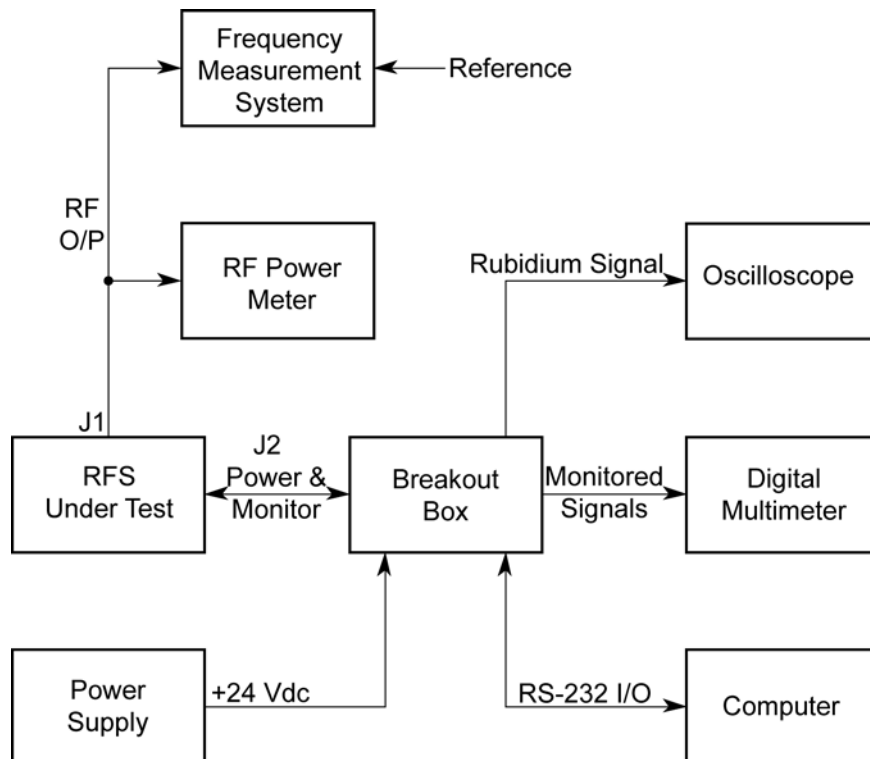 Frequency
Measurement
System
Reference
RF
O/P
RF Power
Meter
Rubidium Signal
Oscilloscope
J1
RFS
Under Test
J2
Power &
Monitor
Breakout
Box
Monitored
Signals
Digital
Multimeter
Power
Supply
+24 Vdc
RS-232 I/O
Computer